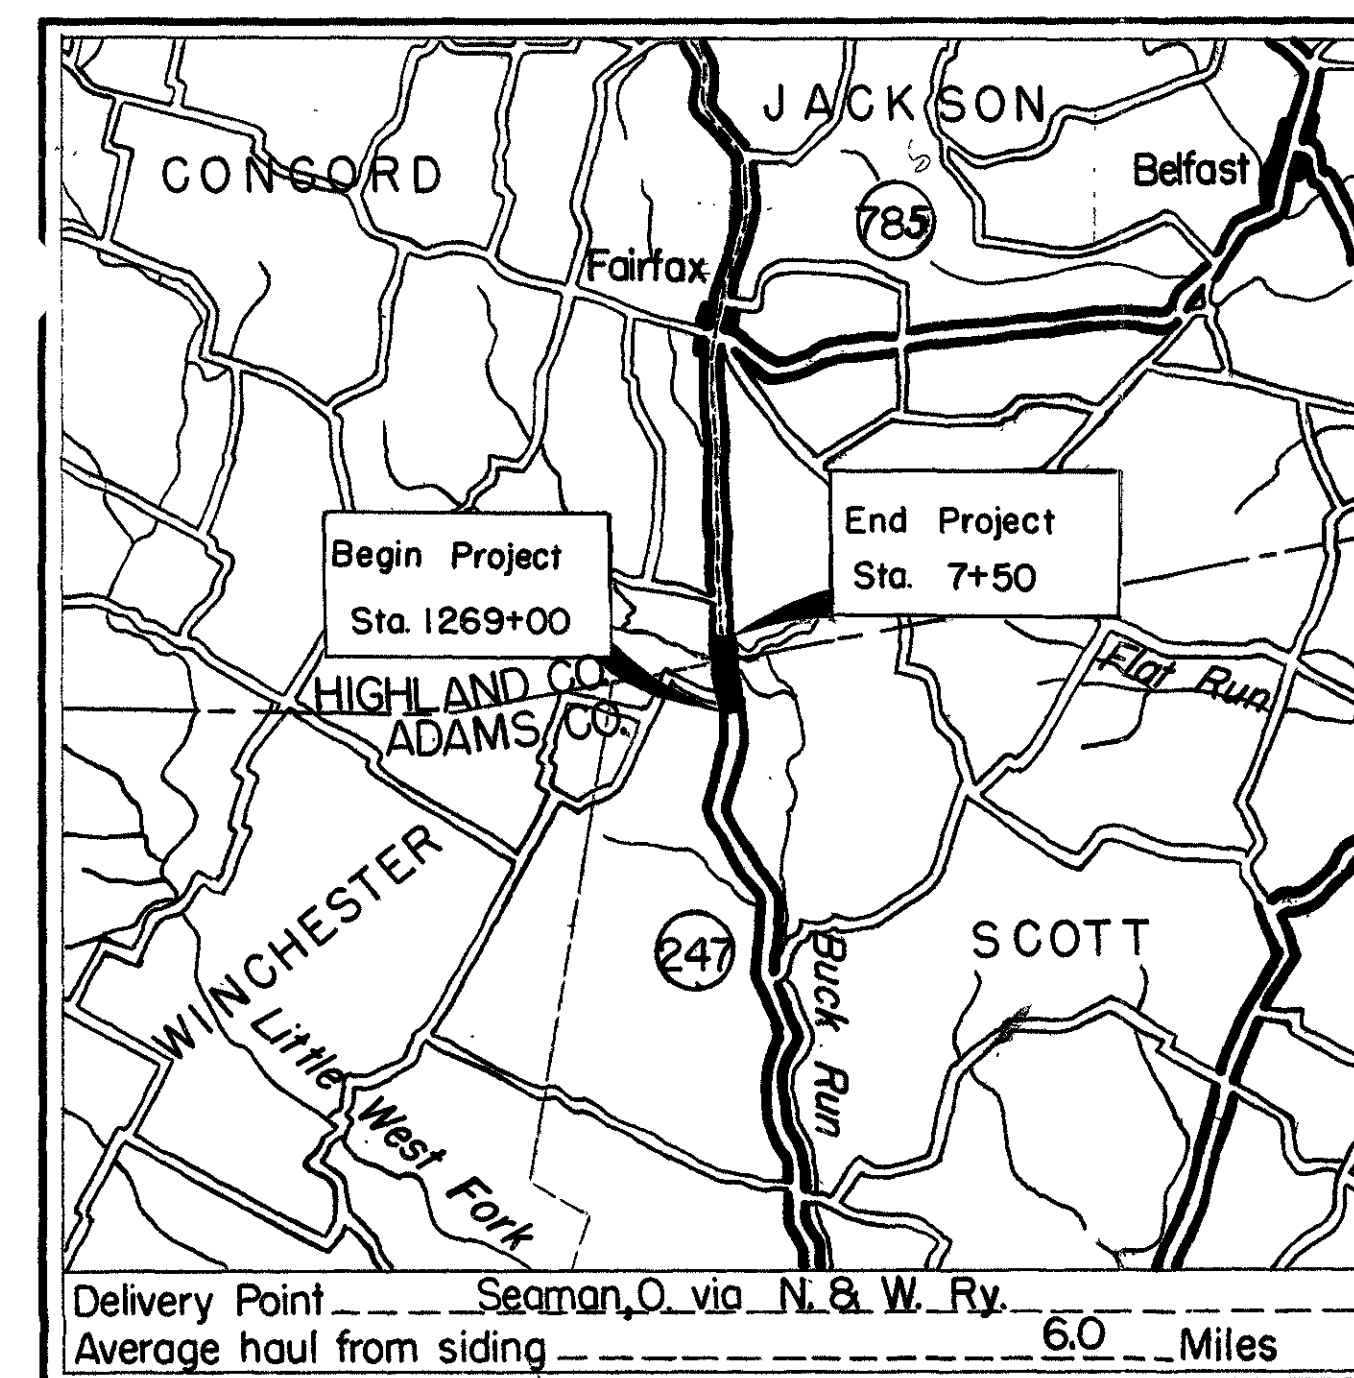 JACKSON
CONCORD
Belfast
785
Fairfax
End Project
Sta. 7+50
Begin Project
Sta. 1269+00
Flat Run
HIGHLAND CO.
ADAMS CO.
WINCHESTER
247
SCOTT
Buck Run
Little West Fork
Delivery Point Seaman, O. via N. & W. Ry.
Average haul from siding 6.0 Miles